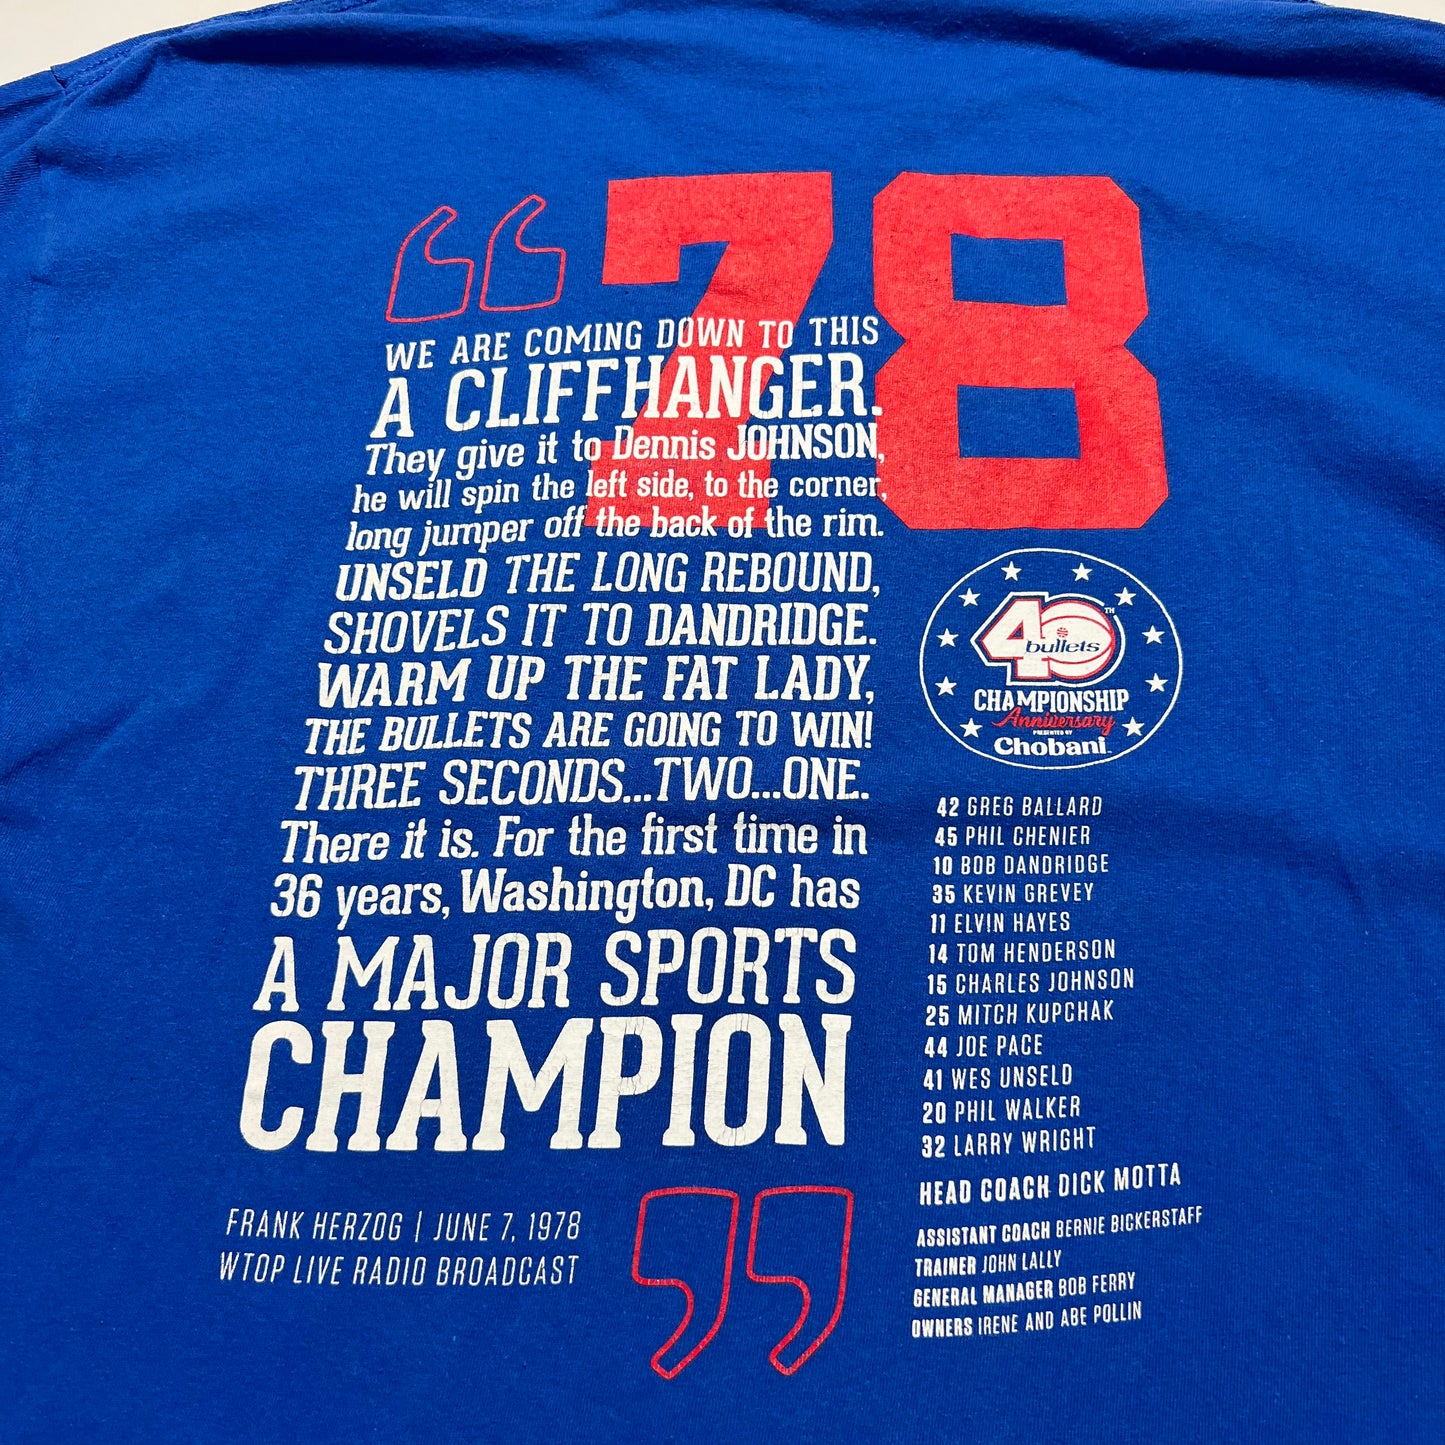 78
WE ARE COMING DOWN TO THIS
A CLIFFHANGER.
They give it to Dennis JOHNSON,
he will spin the left side, to the corner,
long jumper off the back of the rim.
UNSELD THE LONG REBOUND,
SHOVELS IT TO DANDRIDGE.
WARM UP THE FAT LADY,
THE BULLETS ARE GOING TO WIN!
THREE SECONDS...TWO...ONE.
There it is. For the first time in
36 years, Washington, DC has
A MAJOR SPORTS
CHAMPION
FRANK HERZOG | JUNE 7, 1978
WTOP LIVE RADIO BROADCAST
40TH
bullets
CHAMPIONSHIP
Anniversary
PRESENTED BY
Chobani
42 GREG BALLARD
45 PHIL CHENIER
10 BOB DANDRIDGE
35 KEVIN GREVEY
11 ELVIN HAYES
14 TOM HENDERSON
15 CHARLES JOHNSON
25 MITCH KUPCHAK
44 JOE PACE
41 WES UNSELD
20 PHIL WALKER
32 LARRY WRIGHT
HEAD COACH DICK MOTTA
ASSISTANT COACH BERNIE BICKERSTAFF
TRAINER JOHN LALLY
GENERAL MANAGER BOB FERRY
OWNERS IRENE AND ABE POLLIN